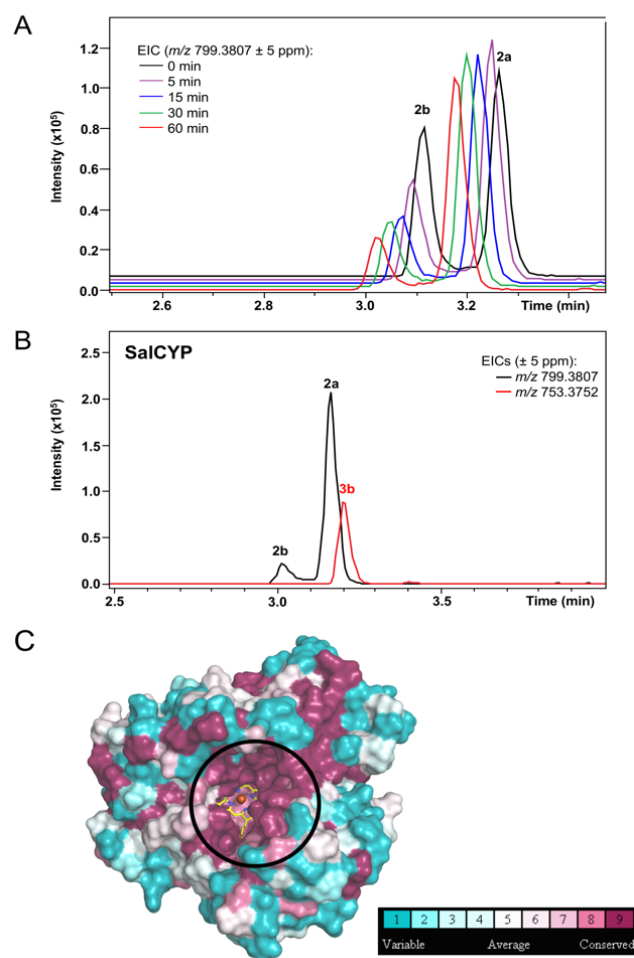 A
EIC (m/z 799.3807 ± 5 ppm):
0 min
5 min
15 min
30 min
60 min
2b
2a
Intensity (x10⁵)
1.2
1.0
0.8
0.6
0.4
0.2
0.0
2.6
2.8
3.0
3.2
Time (min)
B
SalCYP
EICs (± 5 ppm):
m/z 799.3807
m/z 753.3752
2a
3b
2b
Intensity (x10⁵)
2.5
2.0
1.5
1.0
0.5
0.0
2.5
3.0
3.5
Time (min)
C
1 2 3 4 5 6 7 8 9
Variable Average Conserved